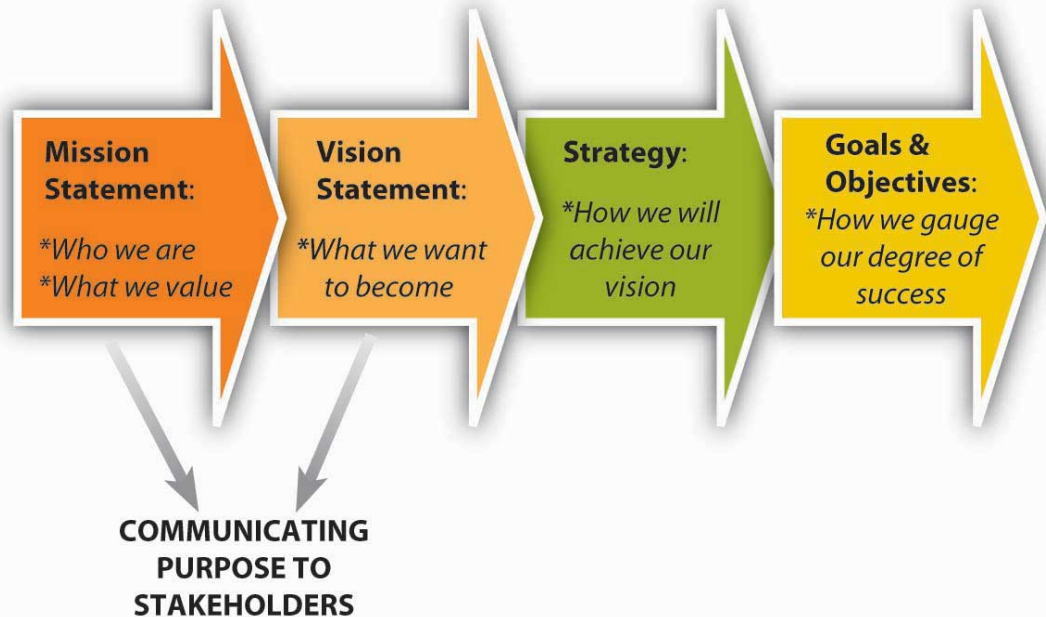 Mission
Statement:
*Who we are
*What we value
Vision
Statement:
*What we want
to become
Strategy:
*How we will
achieve our
vision
Goals &
Objectives:
*How we gauge
our degree of
success
COMMUNICATING
PURPOSE TO
STAKEHOLDERS